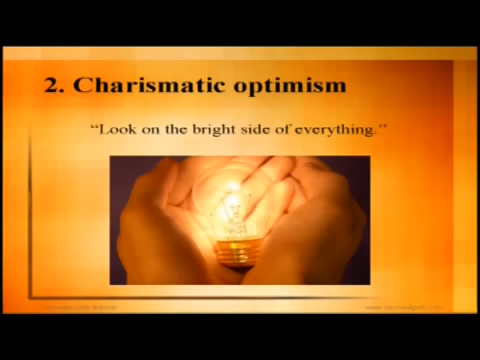 2. Charismatic optimism
“Look on the bright side of everything.”